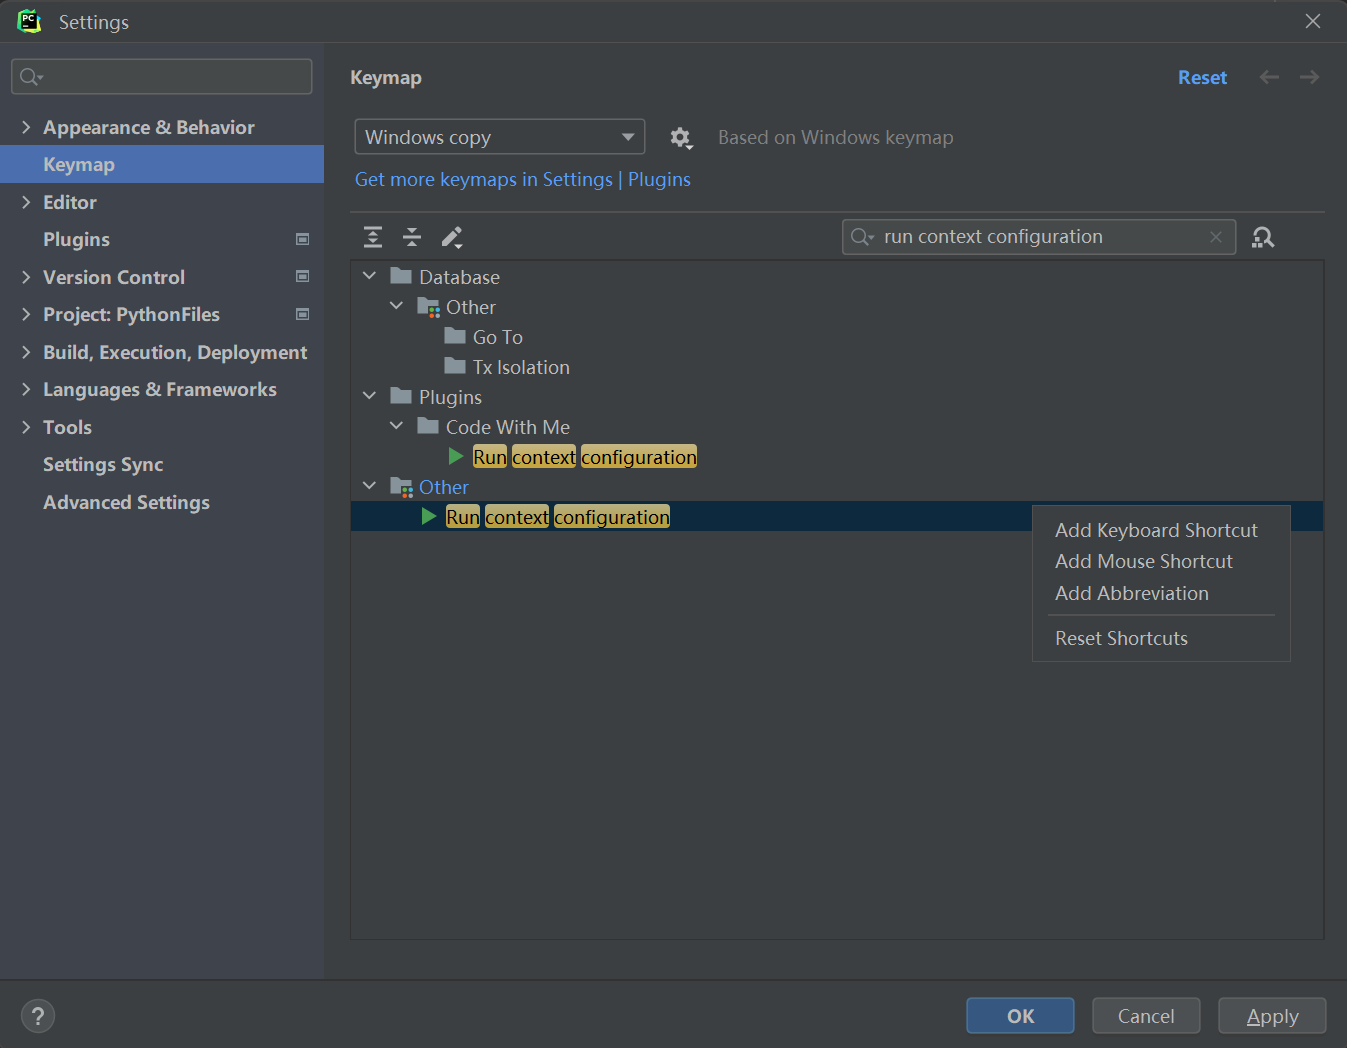 PC
Settings
Appearance & Behavior
Keymap
Editor
Plugins
Version Control
Project: PythonFiles
Build, Execution, Deployment
Languages & Frameworks
Tools
Settings Sync
Advanced Settings
Keymap
Reset
Windows copy
Based on Windows keymap
Get more keymaps in Settings | Plugins
run context configuration
Database
Other
Go To
Tx Isolation
Plugins
Code With Me
Run context configuration
Other
Run context configuration
Add Keyboard Shortcut
Add Mouse Shortcut
Add Abbreviation
Reset Shortcuts
?
OK
Cancel
Apply